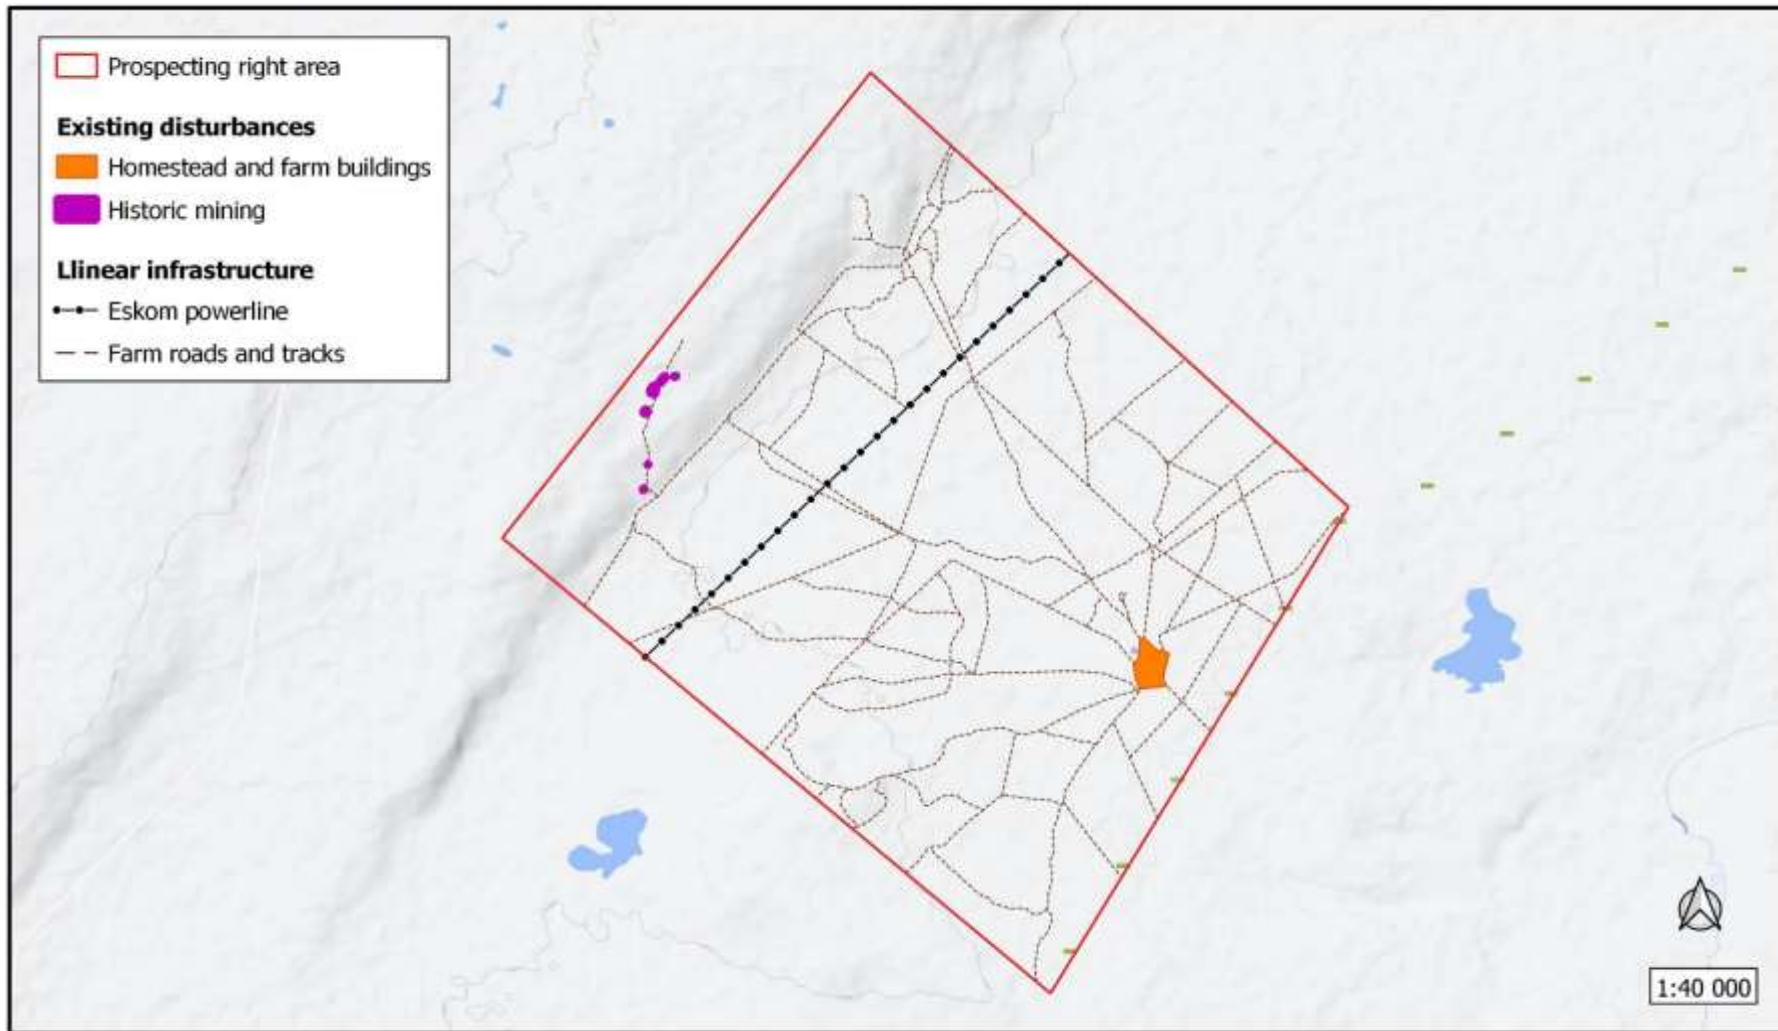 Prospecting right area
Existing disturbances
Homestead and farm buildings
Historic mining
Llinear infrastructure
Eskom powerline
Farm roads and tracks
1:40 000